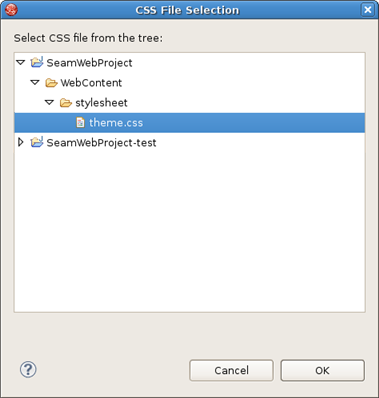 CSS File Selection
Select CSS file from the tree:
SeamWebProject
WebContent
stylesheet
theme.css
SeamWebProject-test
?
Cancel
OK